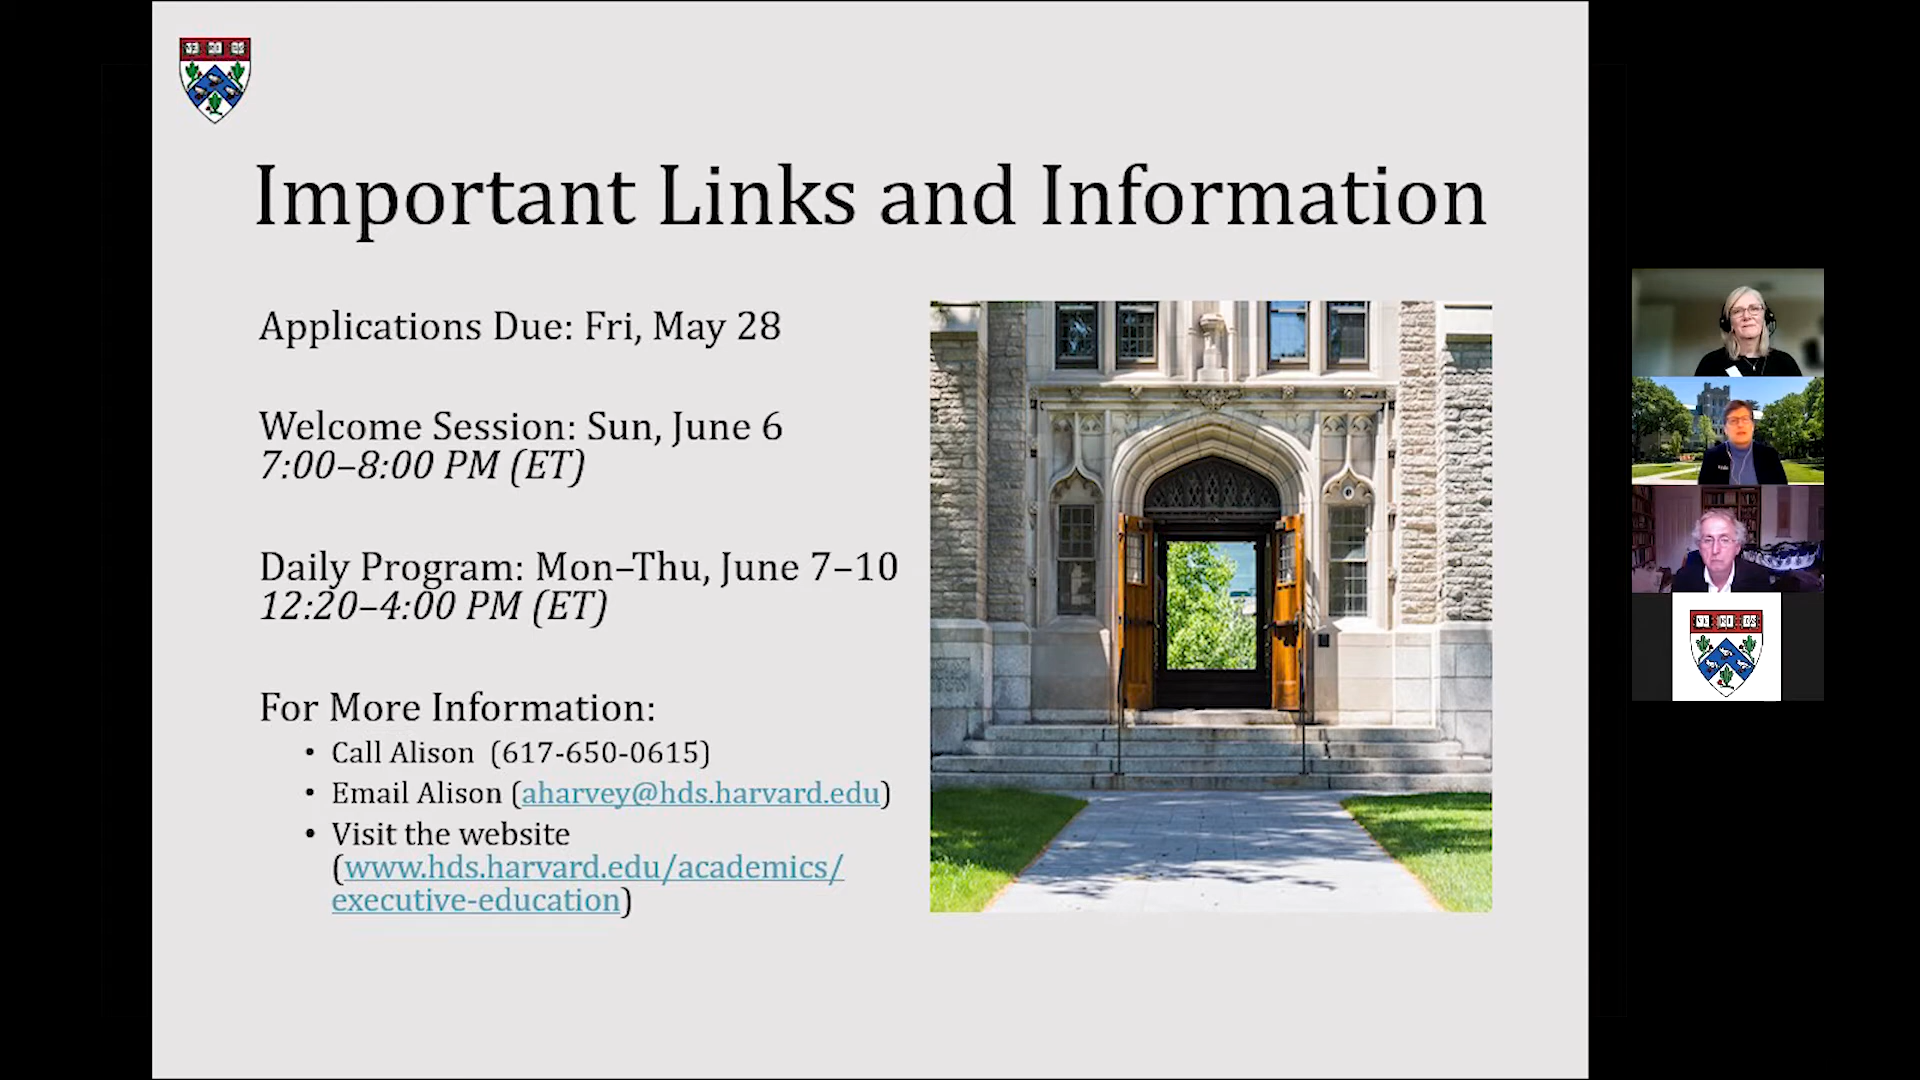 Important Links and Information
Applications Due: Fri, May 28
Welcome Session: Sun, June 6
7:00–8:00 PM (ET)
Daily Program: Mon–Thu, June 7–10
12:20–4:00 PM (ET)
For More Information:
• Call Alison (617-650-0615)
• Email Alison (aharvey@hds.harvard.edu)
• Visit the website
(www.hds.harvard.edu/academics/
executive-education)